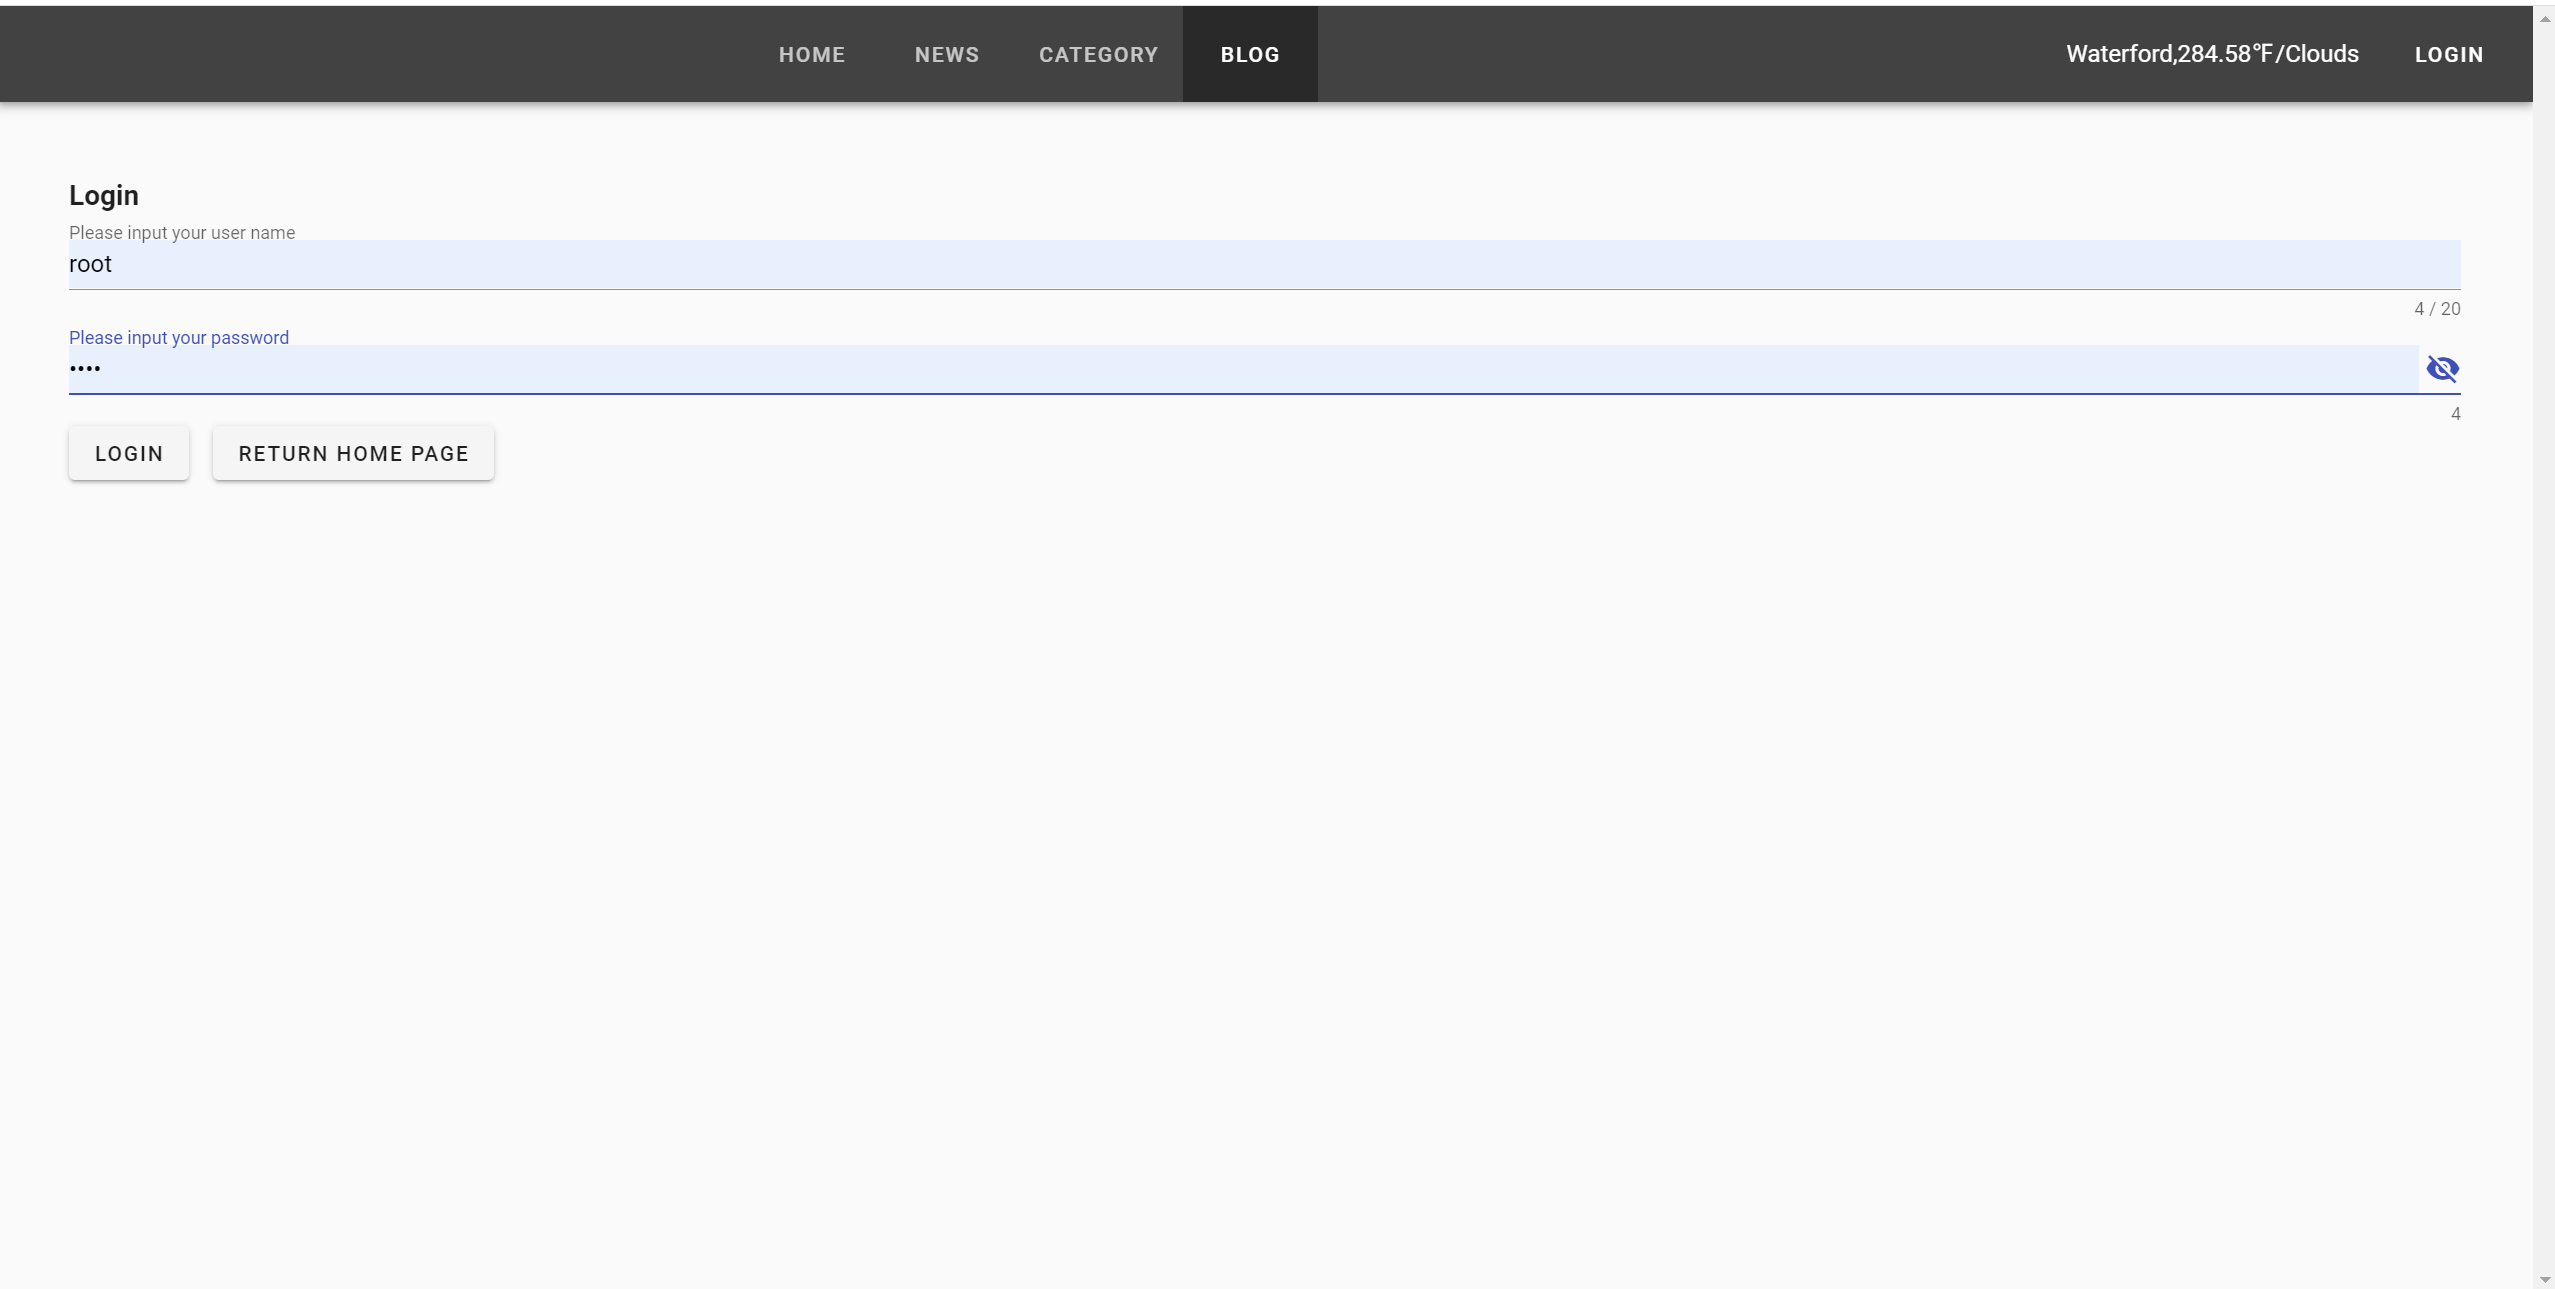 HOME NEWS CATEGORY BLOG Waterford,284.58℉/Clouds LOGIN
Login
Please input your user name
root
4 / 20
Please input your password
••••
4
LOGIN RETURN HOME PAGE